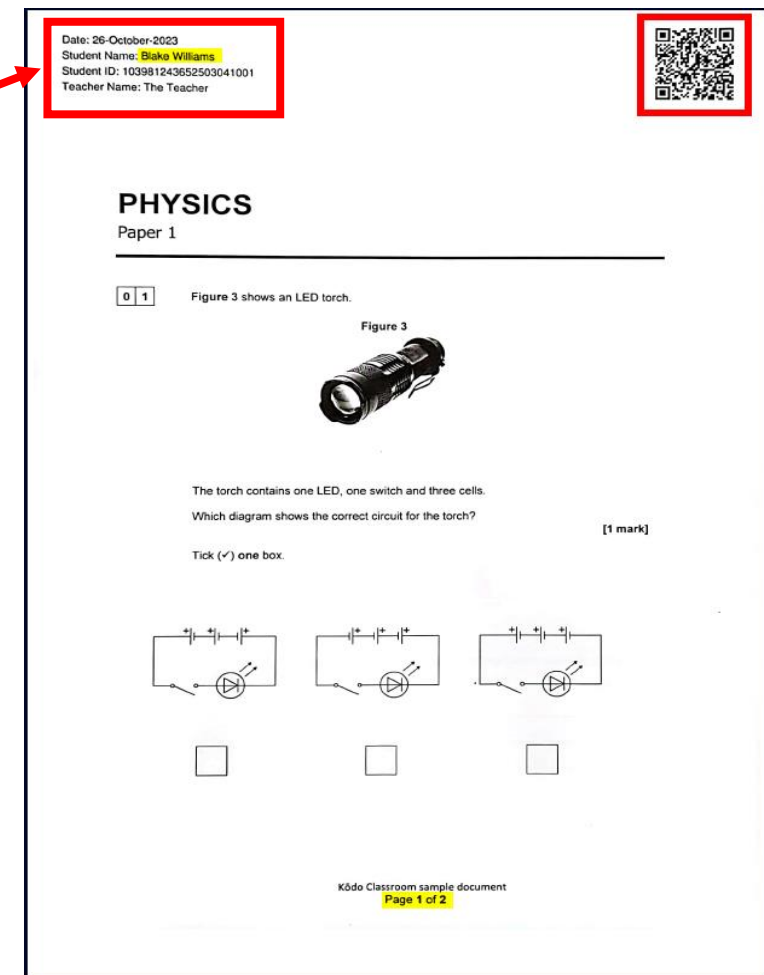 Date: 26-October-2023
Student Name: Blake Williams
Student ID: 103981243652503041001
Teacher Name: The Teacher
PHYSICS
Paper 1
0 1 Figure 3 shows an LED torch.
Figure 3
The torch contains one LED, one switch and three cells.
Which diagram shows the correct circuit for the torch?
[1 mark]
Tick (✓) one box.
+ + + + + + + + +
Kōdo Classroom sample document
Page 1 of 2